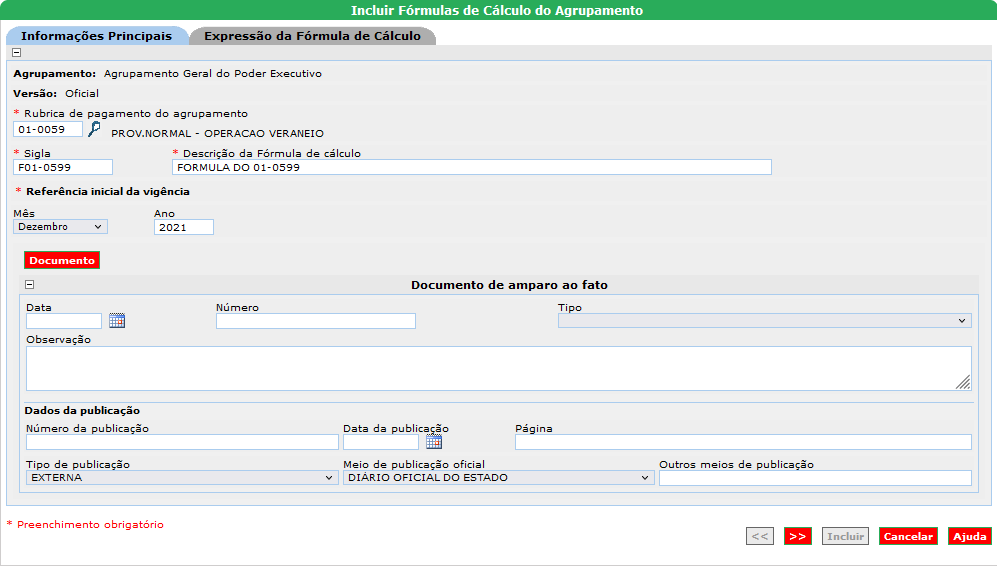 Incluir Fórmulas de Cálculo do Agrupamento
Informações Principais Expressão da Fórmula de Cálculo
Agrupamento: Agrupamento Geral do Poder Executivo
Versão: Oficial
* Rubrica de pagamento do agrupamento
01-0059 PROV.NORMAL - OPERACAO VERANEIO
* Sigla * Descrição da Fórmula de cálculo
F01-0599 FORMULA DO 01-0599
* Referência inicial da vigência
Mês Ano
Dezembro 2021
Documento
Documento de amparo ao fato
Data Número Tipo
Observação
Dados da publicação
Número da publicação Data da publicação Página
Tipo de publicação Meio de publicação oficial Outros meios de publicação
EXTERNA DIÁRIO OFICIAL DO ESTADO
* Preenchimento obrigatório
<< >> Incluir Cancelar Ajuda